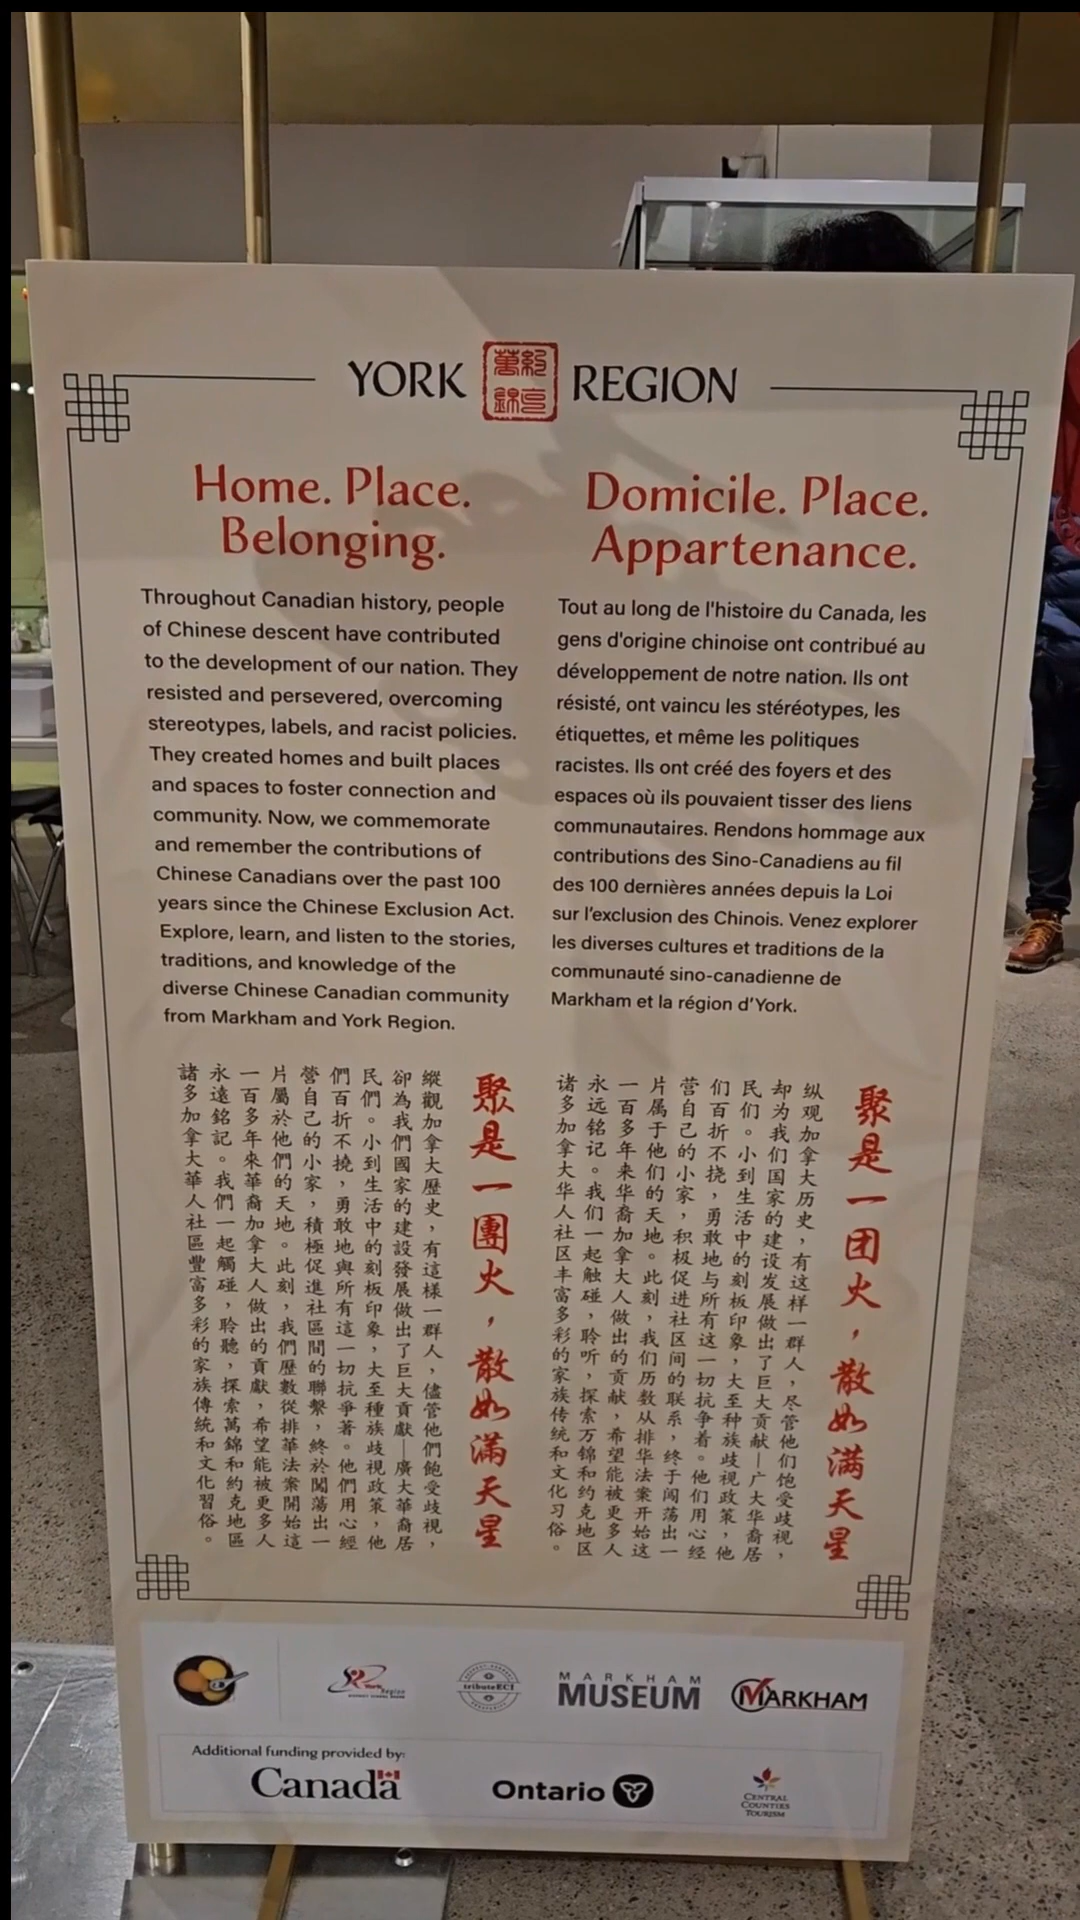 YORK
約萬
亨錦
REGION
Home. Place.
Belonging.
Throughout Canadian history, people
of Chinese descent have contributed
to the development of our nation. They
resisted and persevered, overcoming
stereotypes, labels, and racist policies.
They created homes and built places
and spaces to foster connection and
community. Now, we commemorate
and remember the contributions of
Chinese Canadians over the past 100
years since the Chinese Exclusion Act.
Explore, learn, and listen to the stories,
traditions, and knowledge of the
diverse Chinese Canadian community
from Markham and York Region.
Domicile. Place.
Appartenance.
Tout au long de l'histoire du Canada, les
gens d'origine chinoise ont contribué au
développement de notre nation. Ils ont
résisté, ont vaincu les stéréotypes, les
étiquettes, et même les politiques
racistes. Ils ont créé des foyers et des
espaces où ils pouvaient tisser des liens
communautaires. Rendons hommage aux
contributions des Sino-Canadiens au fil
des 100 dernières années depuis la Loi
sur l'exclusion des Chinois. Venez explorer
les diverses cultures et traditions de la
communauté sino-canadienne de
Markham et la région d'York.
聚是一團火，散如滿天星
縱觀加拿大歷史，有這樣一群人，儘管他們飽受歧視，
卻為我們國家的建設發展做出了巨大貢獻—廣大華裔居
民們。小到生活中的刻板印象，大至種族歧視政策，他
們百折不撓，勇敢地與所有這一切抗爭著。他們用心經
營自己的小家，積極促進社區間的聯繫，終於闖蕩出一
片屬於他們的天地。此刻，我們歷數從排華法案開始這
一百多年來華裔加拿大人做出的貢獻，希望能被更多人
永遠銘記。我們一起觸碰，聆聽，探索萬錦和約克地區
諸多加拿大華人社區豐富多彩的家族傳統和文化習俗。
聚是一团火，散如满天星
纵观加拿大历史，有这样一群人，尽管他们饱受歧视，
却为我们国家的建设发展做出了巨大贡献—广大华裔居
民们。小到生活中的刻板印象，大至种族歧视政策，他
们百折不挠，勇敢地与所有这一切抗争着。他们用心经
营自己的小家，积极促进社区间的联系，终于闯荡出一
片属于他们的天地。此刻，我们历数从排华法案开始这
一百多年来华裔加拿大人做出的贡献，希望能被更多人
永远铭记。我们一起触碰，聆听，探索万锦和约克地区
诸多加拿大华人社区丰富多彩的家族传统和文化习俗。
York
Region
tributeECI
MARKHAM
MUSEUM
MARKHAM
Additional funding provided by:
Canada
Ontario
CENTRAL
COUNTIES
TOURISM